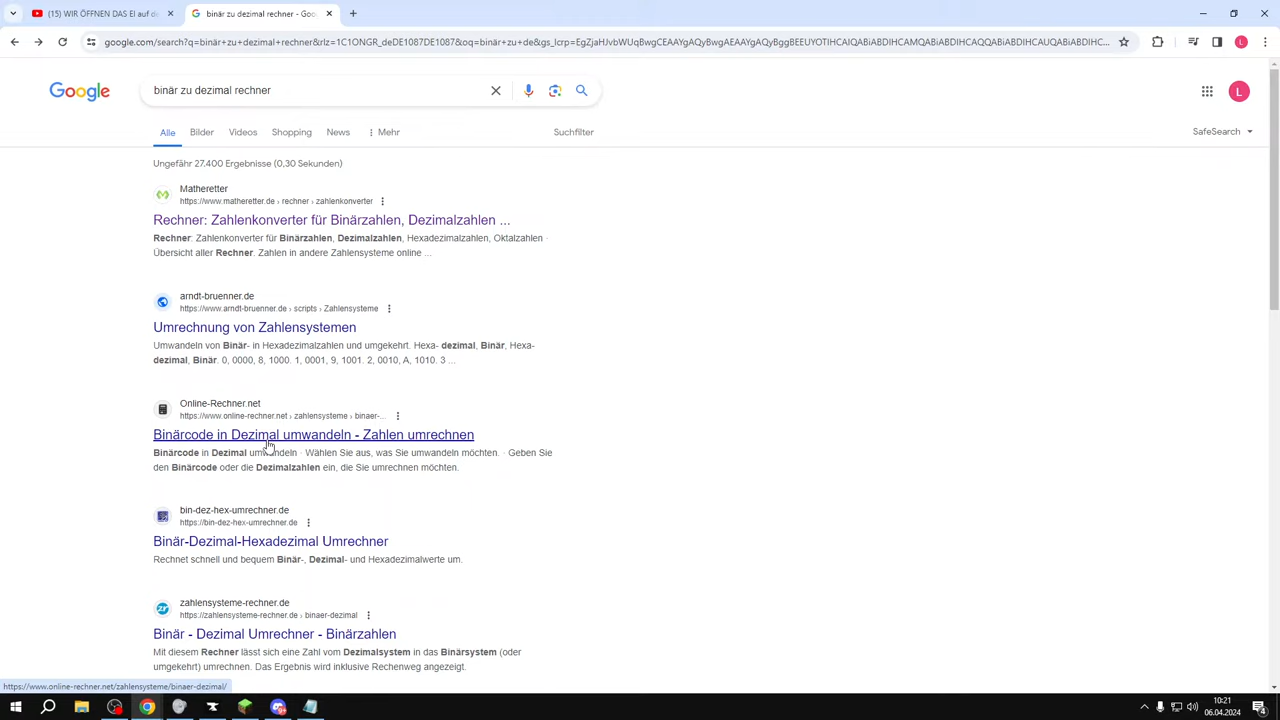 (15) WIR ÖFFNEN DAS EI auf d
binär zu dezimal rechner - Goo
google.com/search?q=binär+zu+dezimal+rechner&rlz=1C1ONGR_deDE1087DE1087&oq=binär+zu+de&gs_lcrp=EgZjaHJvbWUqBwgCEAAYgAQyBwgAEAAYgAQyBggBEEUYOTIHCAIQABiABDIHCAMQABiABDIHCAQQABiABDIHCAUQABiABDIHCAYQABiABDIHCAcQABiABDIHC...
L
Google
binär zu dezimal rechner
L
Alle
Bilder
Videos
Shopping
News
Mehr
Suchfilter
SafeSearch
Ungefähr 27.400 Ergebnisse (0,30 Sekunden)
Matheretter
https://www.matheretter.de › rechner › zahlenkonverter
Rechner: Zahlenkonverter für Binärzahlen, Dezimalzahlen ...
Rechner: Zahlenkonverter für Binärzahlen, Dezimalzahlen, Hexadezimalzahlen, Oktalzahlen ·
Übersicht aller Rechner. Zahlen in andere Zahlensysteme online ...
arndt-bruenner.de
https://www.arndt-bruenner.de › scripts › Zahlensysteme
Umrechnung von Zahlensystemen
Umwandeln von Binär- in Hexadezimalzahlen und umgekehrt. Hexa- dezimal, Binär, Hexa-
dezimal, Binär. 0, 0000, 8, 1000. 1, 0001, 9, 1001. 2, 0010, A, 1010. 3 ...
Online-Rechner.net
https://www.online-rechner.net › zahlensysteme › binaer-...
Binärcode in Dezimal umwandeln - Zahlen umrechnen
Binärcode in Dezimal umwandeln · Wählen Sie aus, was Sie umwandeln möchten. · Geben Sie
den Binärcode oder die Dezimalzahlen ein, die Sie umrechnen möchten.
bin-dez-hex-umrechner.de
https://bin-dez-hex-umrechner.de
Binär-Dezimal-Hexadezimal Umrechner
Rechnet schnell und bequem Binär-, Dezimal- und Hexadezimalwerte um.
zahlensysteme-rechner.de
https://zahlensysteme-rechner.de › binaer-dezimal
Binär - Dezimal Umrechner - Binärzahlen
Mit diesem Rechner lässt sich eine Zahl vom Dezimalsystem in das Binärsystem (oder
umgekehrt) umrechnen. Das Ergebnis wird inklusive Rechenweg angezeigt.
https://www.online-rechner.net/zahlensysteme/binaer-dezimal/
10:21
06.04.2024
4